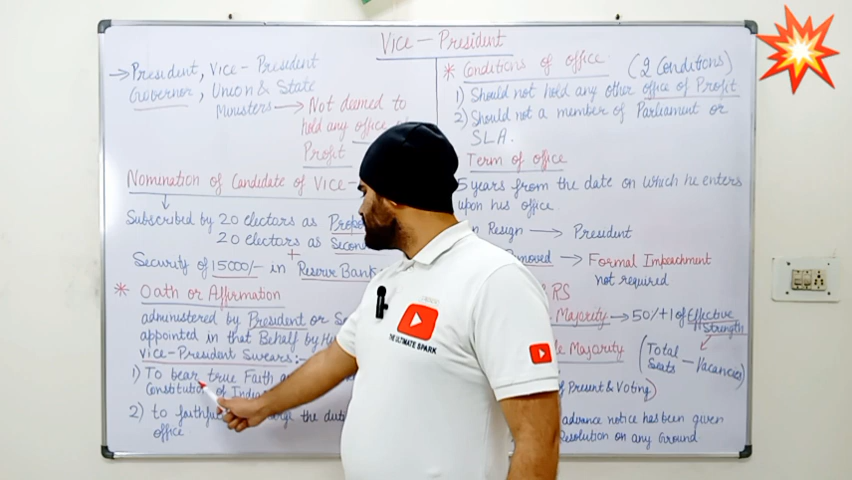 Vice - President
→ President, Vice - President
Governor, Union & State
Ministers → Not deemed to
hold any office
Profit
Nomination of Candidate of Vice-
Subscribed by 20 electors as
20 electors as
+
Security of 15000/- in Reserve Bank
* Oath or Affirmation
administered by President or
appointed in that Behalf by
Vice-President Swears:-
1) To bear true Faith
Constitution of India
2) to the
office
* Conditions of office (2 Conditions)
1) Should not hold any other office of Profit
2) Should not a member of Parliament or
SLA.
Term of office
5 years from the date on which he enters
upon his office
Resign → President
→ Formal Impeachment
not required
RS
Majority → 50%+1 of Effective
Strength
Majority (Total Seats - Vacancies)
of Present & Voting)
advance notice has been given
Resolution on any Ground
THE ULTIMATE SPARK